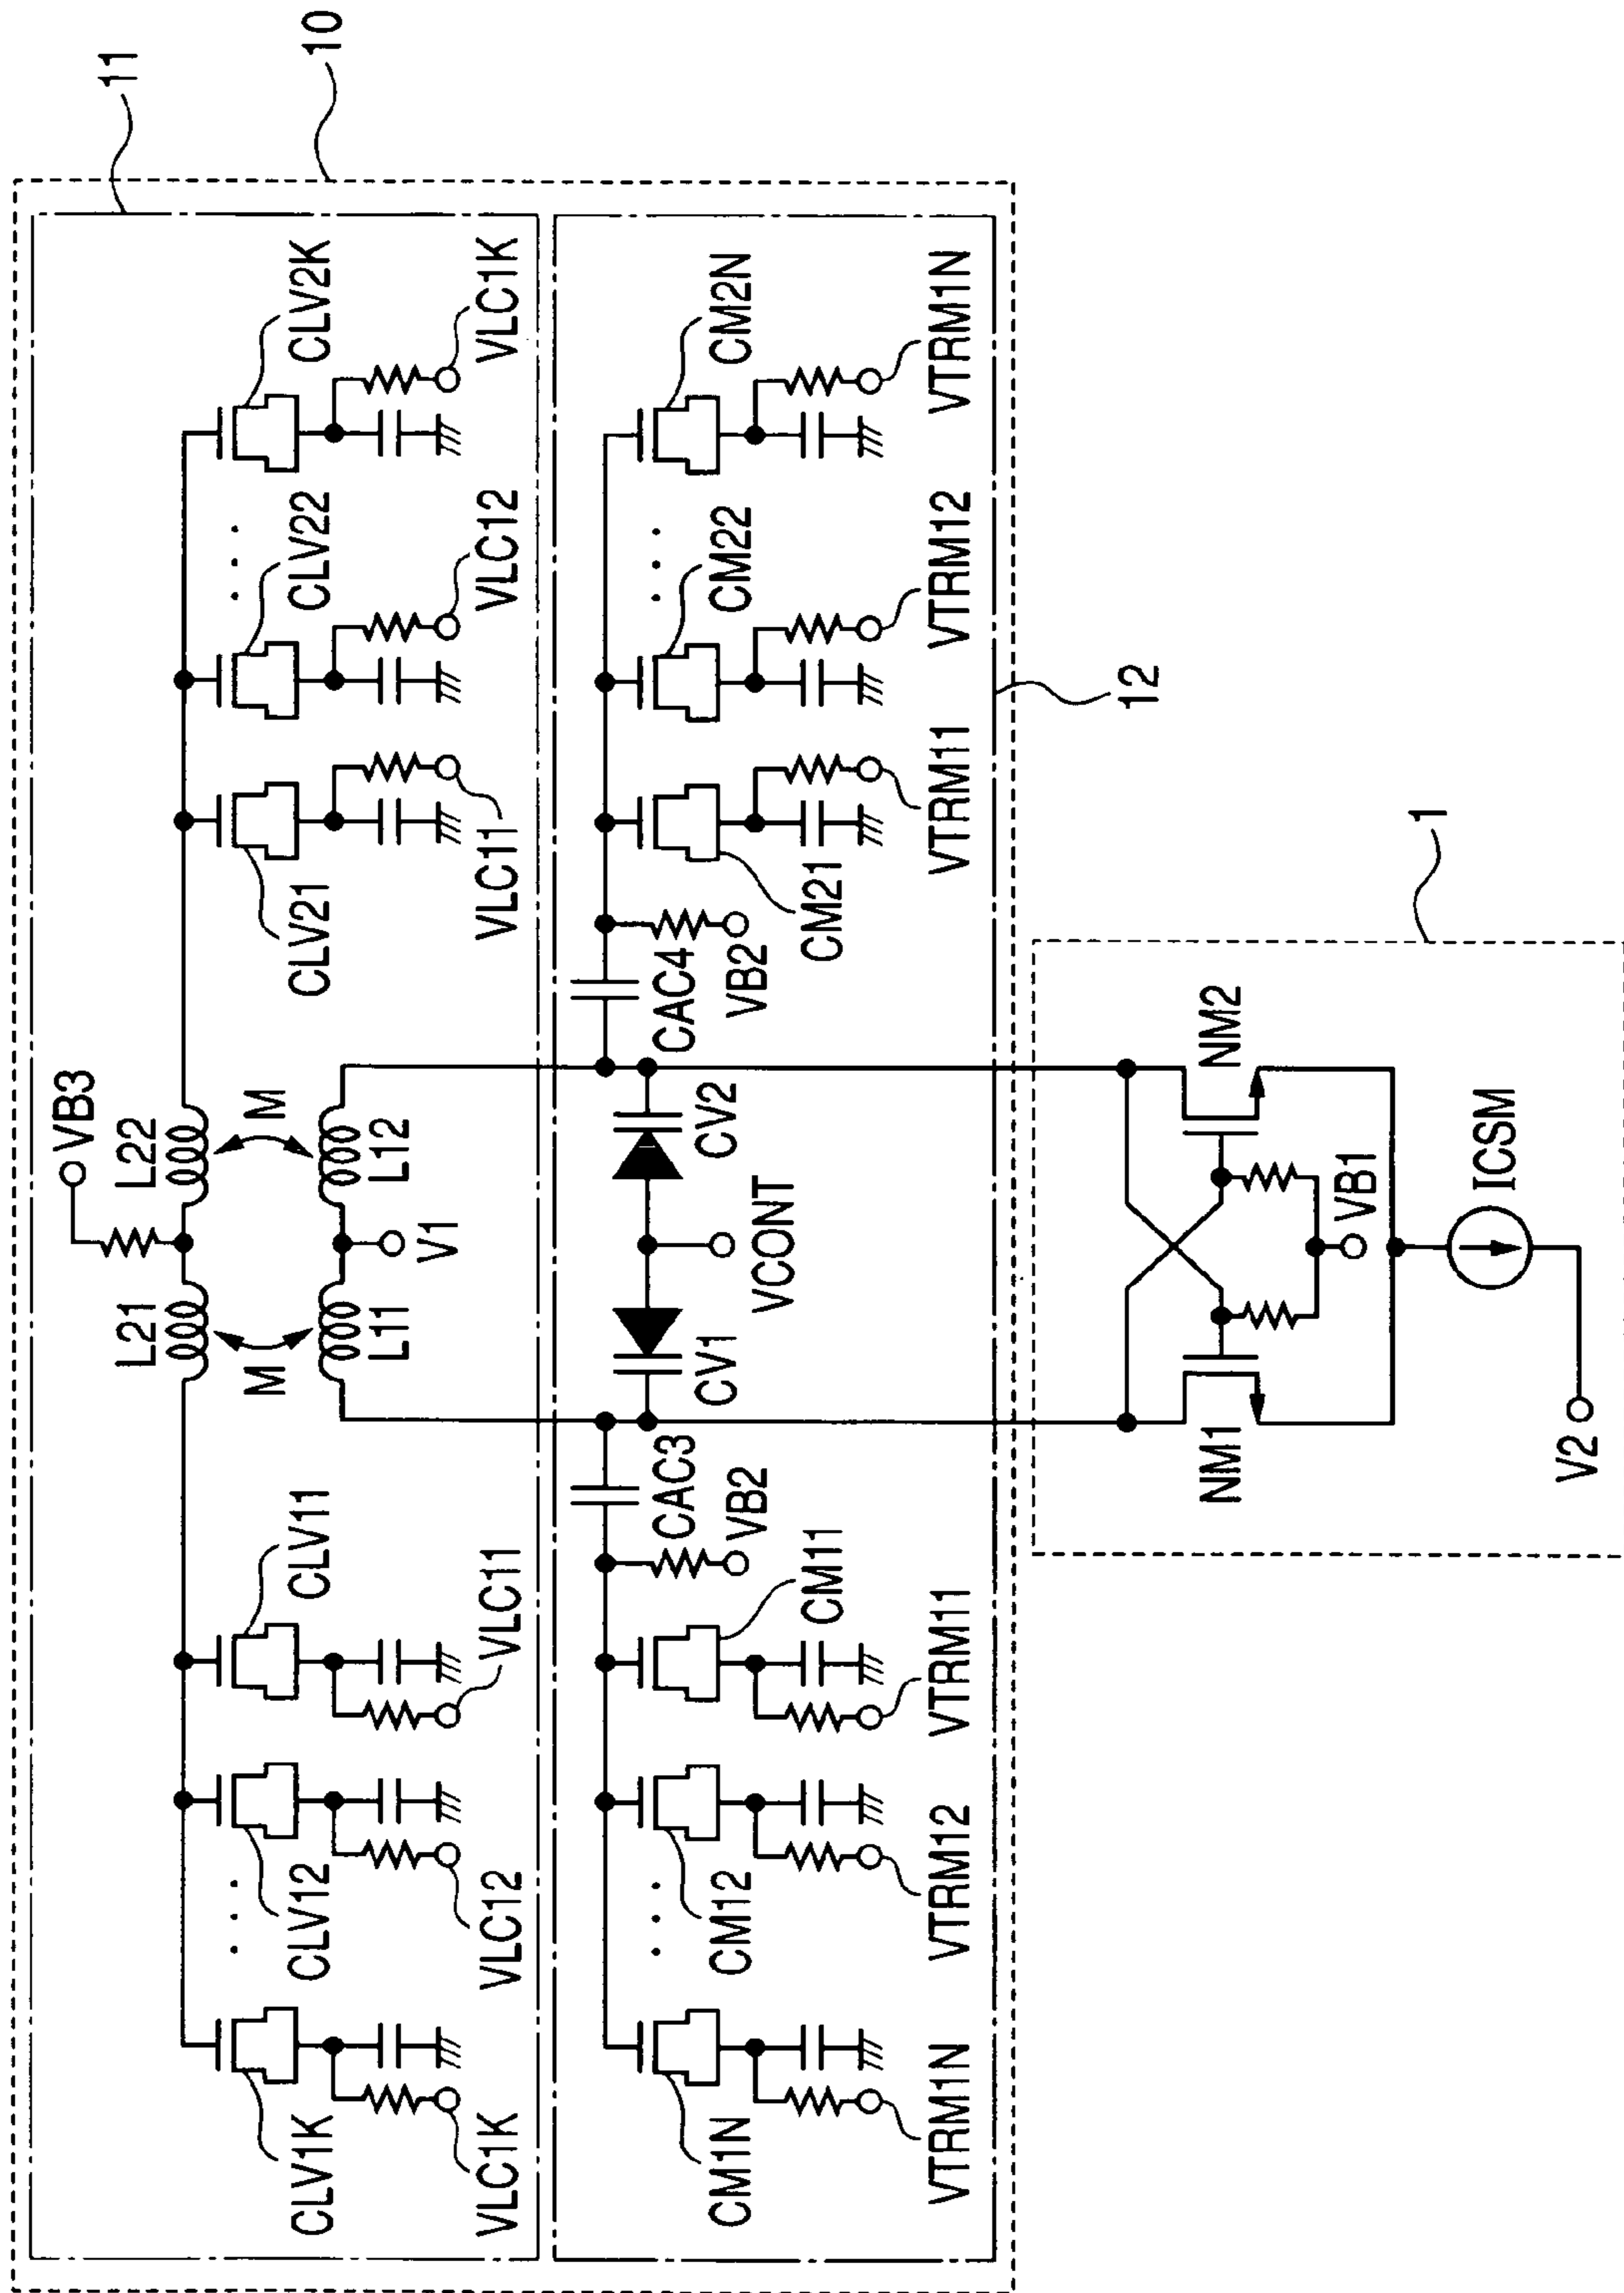 11
10
VB3
L21
L22
M
M
L11
L12
V1
CLV1K
CLV12
CLV11
CLV21
CLV22
CLV2K
VLC1K
VLC12
VLC11
VLC11
VLC12
VLC1K
CAC3
CAC4
VB2
VB2
CV1
CV2
VCONT
CM1N
CM12
CM11
CM21
CM22
CM2N
VTRM1N
VTRM12
VTRM11
VTRM11
VTRM12
VTRM1N
12
1
NM1
NM2
VB1
ICSM
V2